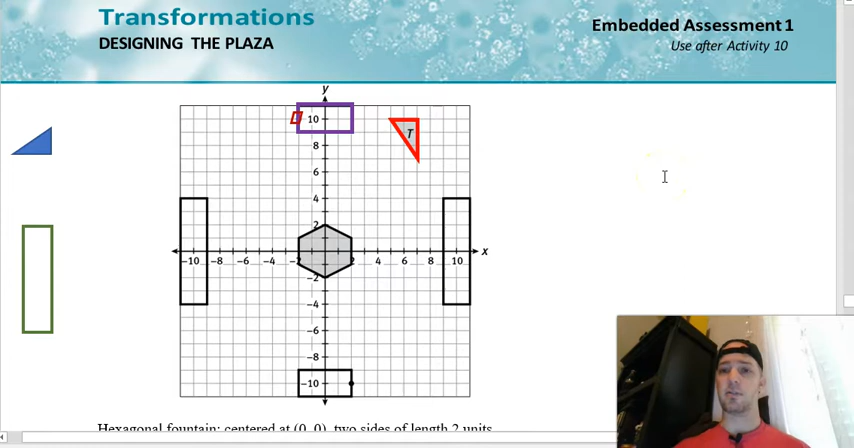 Transformations
DESIGNING THE PLAZA
Embedded Assessment 1
Use after Activity 10
y
10
8
6
4
2
T
-10 -8 -6 -4 -2 2 4 6 8 10 x
-2
-4
-6
-8
-10
Hexagonal fountain: centered at (0, 0), two sides of length 2 units